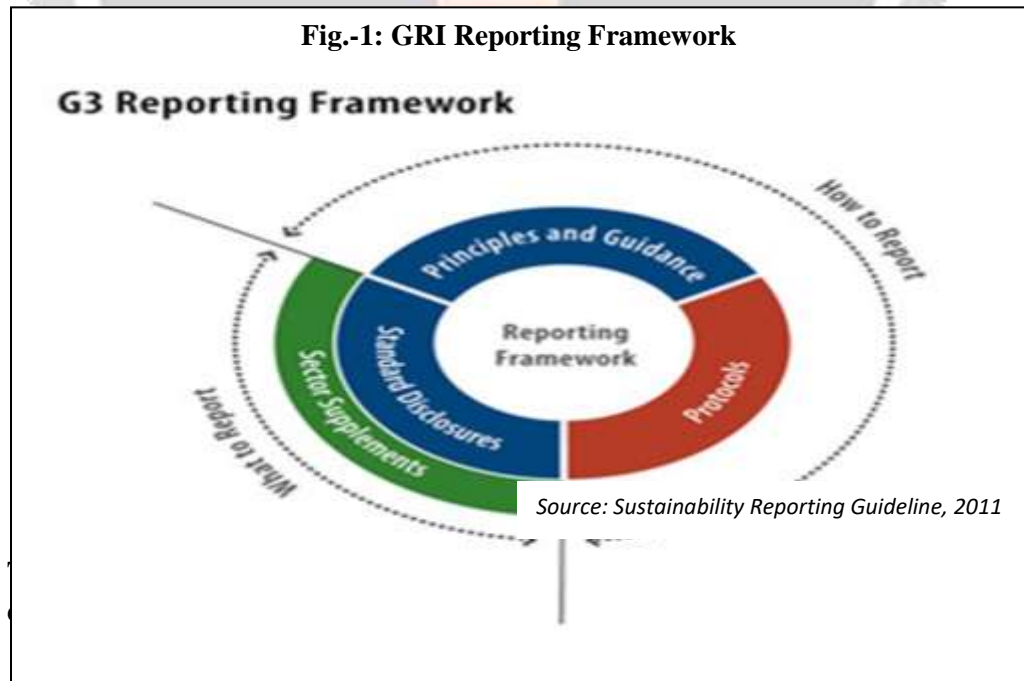 Fig.-1: GRI Reporting Framework
G3 Reporting Framework
How to Report
Principles and Guidance
Reporting
Framework
Standard Disclosures
Protocols
Sector Supplements
What to Report
Source: Sustainability Reporting Guideline, 2011